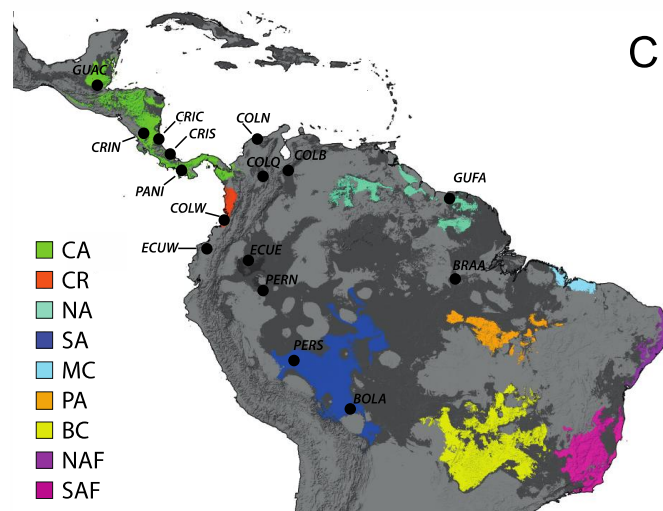 C
GUAC
CRIC
CRIN
CRIS
COLN
COLQ
COLB
PANI
GUFA
COLW
ECUW
ECUE
BRAA
PERN
PERS
BOLA
CA
CR
NA
SA
MC
PA
BC
NAF
SAF